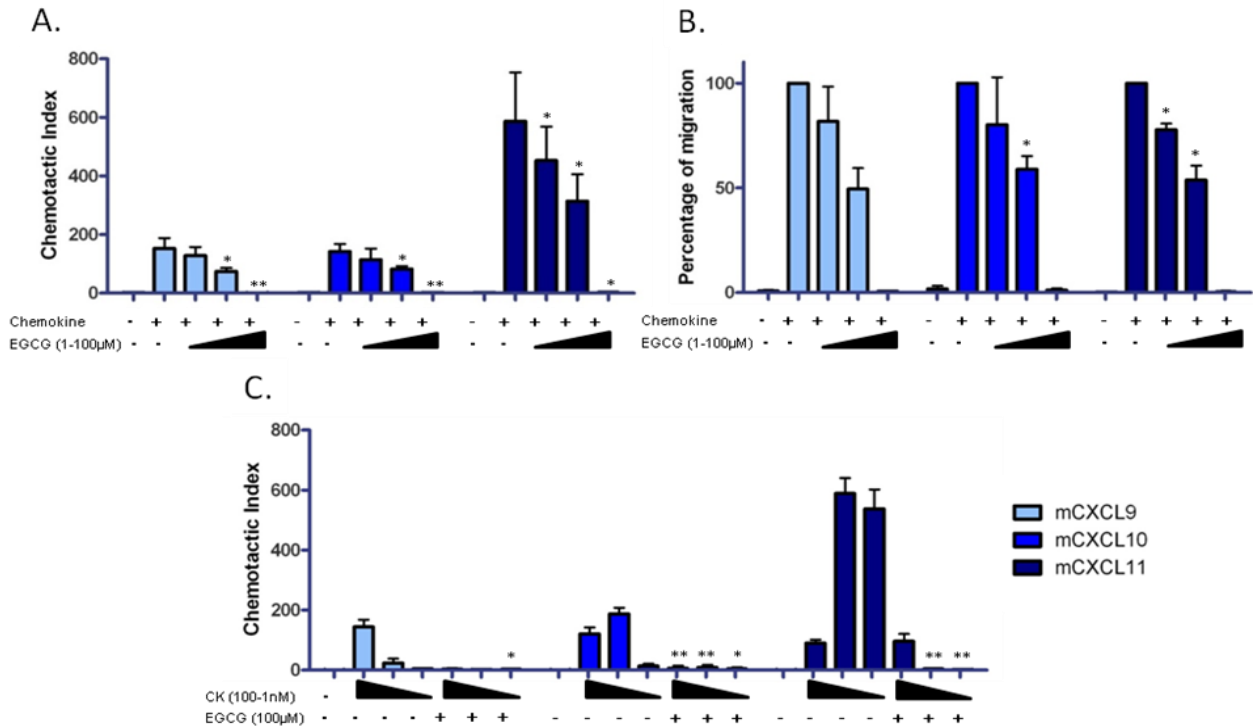 A.
800
600
400
200
0
Chemotactic Index
* ** * ** * * *
Chemokine - + + + + - + + + + - + + + +
EGCG (1-100µM) - - - - - -
B.
100
50
0
Percentage of migration
* * *
Chemokine - + + + + - + + + + - + + + +
EGCG (1-100µM) - - - - - -
C.
800
600
400
200
0
Chemotactic Index
* ** ** * ** **
CK (100-1nM) - - -
EGCG (100µM) - - - - + + + - - - - + + + - - - - + + +
mCXCL9
mCXCL10
mCXCL11